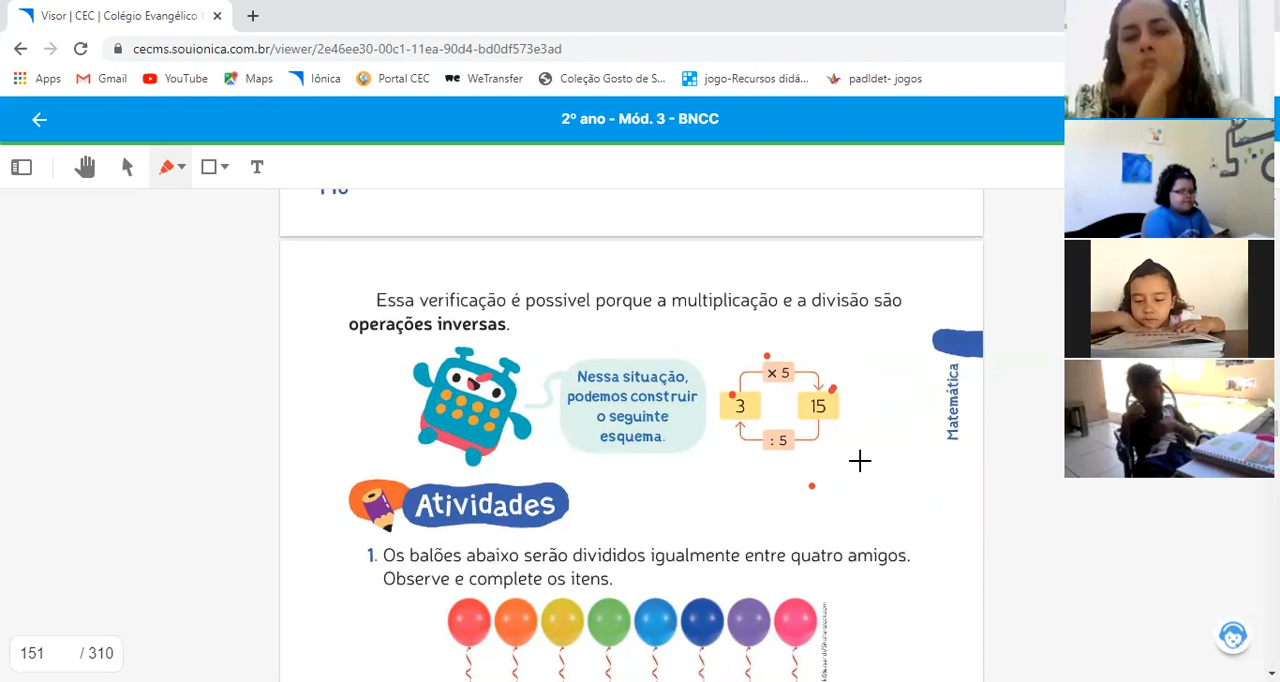 Visor | CEC | Colégio Evangélico
cecms.souionica.com.br/viewer/2e46ee30-00c1-11ea-90d4-bd0df573e3ad
Apps Gmail YouTube Maps Iônica Portal CEC WeTransfer Coleção Gosto de S... jogo-Recursos didá... padldet- jogos
2º ano - Mód. 3 - BNCC
T
Essa verificação é possivel porque a multiplicação e a divisão são
operações inversas.
Nessa situação,
podemos construir
o seguinte
esquema.
× 5
3 15
: 5
Matemática
Atividades
1. Os balões abaixo serão divididos igualmente entre quatro amigos.
Observe e complete os itens.
151 / 310